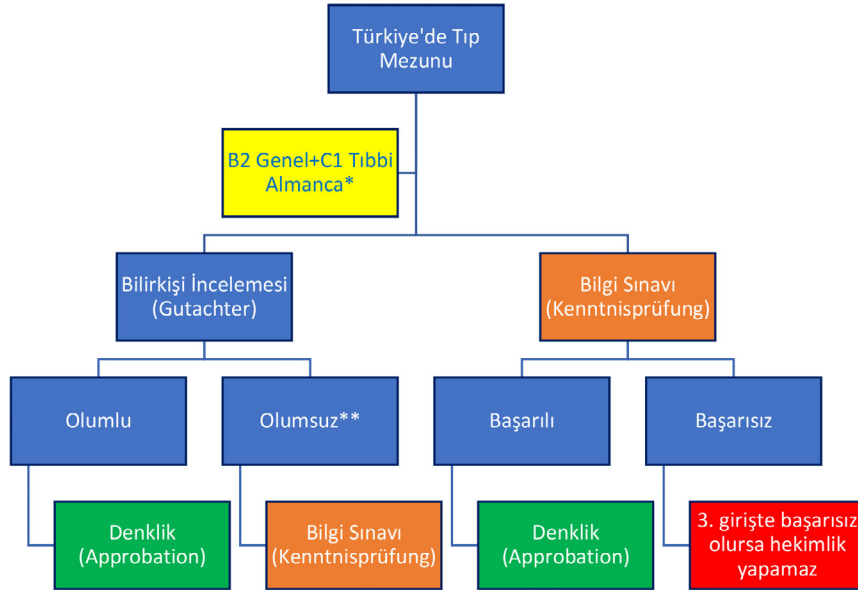 Türkiye'de Tıp
Mezunu
B2 Genel+C1 Tıbbi
Almanca*
Bilirkişi İncelemesi
(Gutachter)
Bilgi Sınavı
(Kenntnisprüfung)
Olumlu
Olumsuz**
Başarılı
Başarısız
Denklik
(Approbation)
Bilgi Sınavı
(Kenntnisprüfung)
Denklik
(Approbation)
3. girişte başarısız
olursa hekimlik
yapamaz